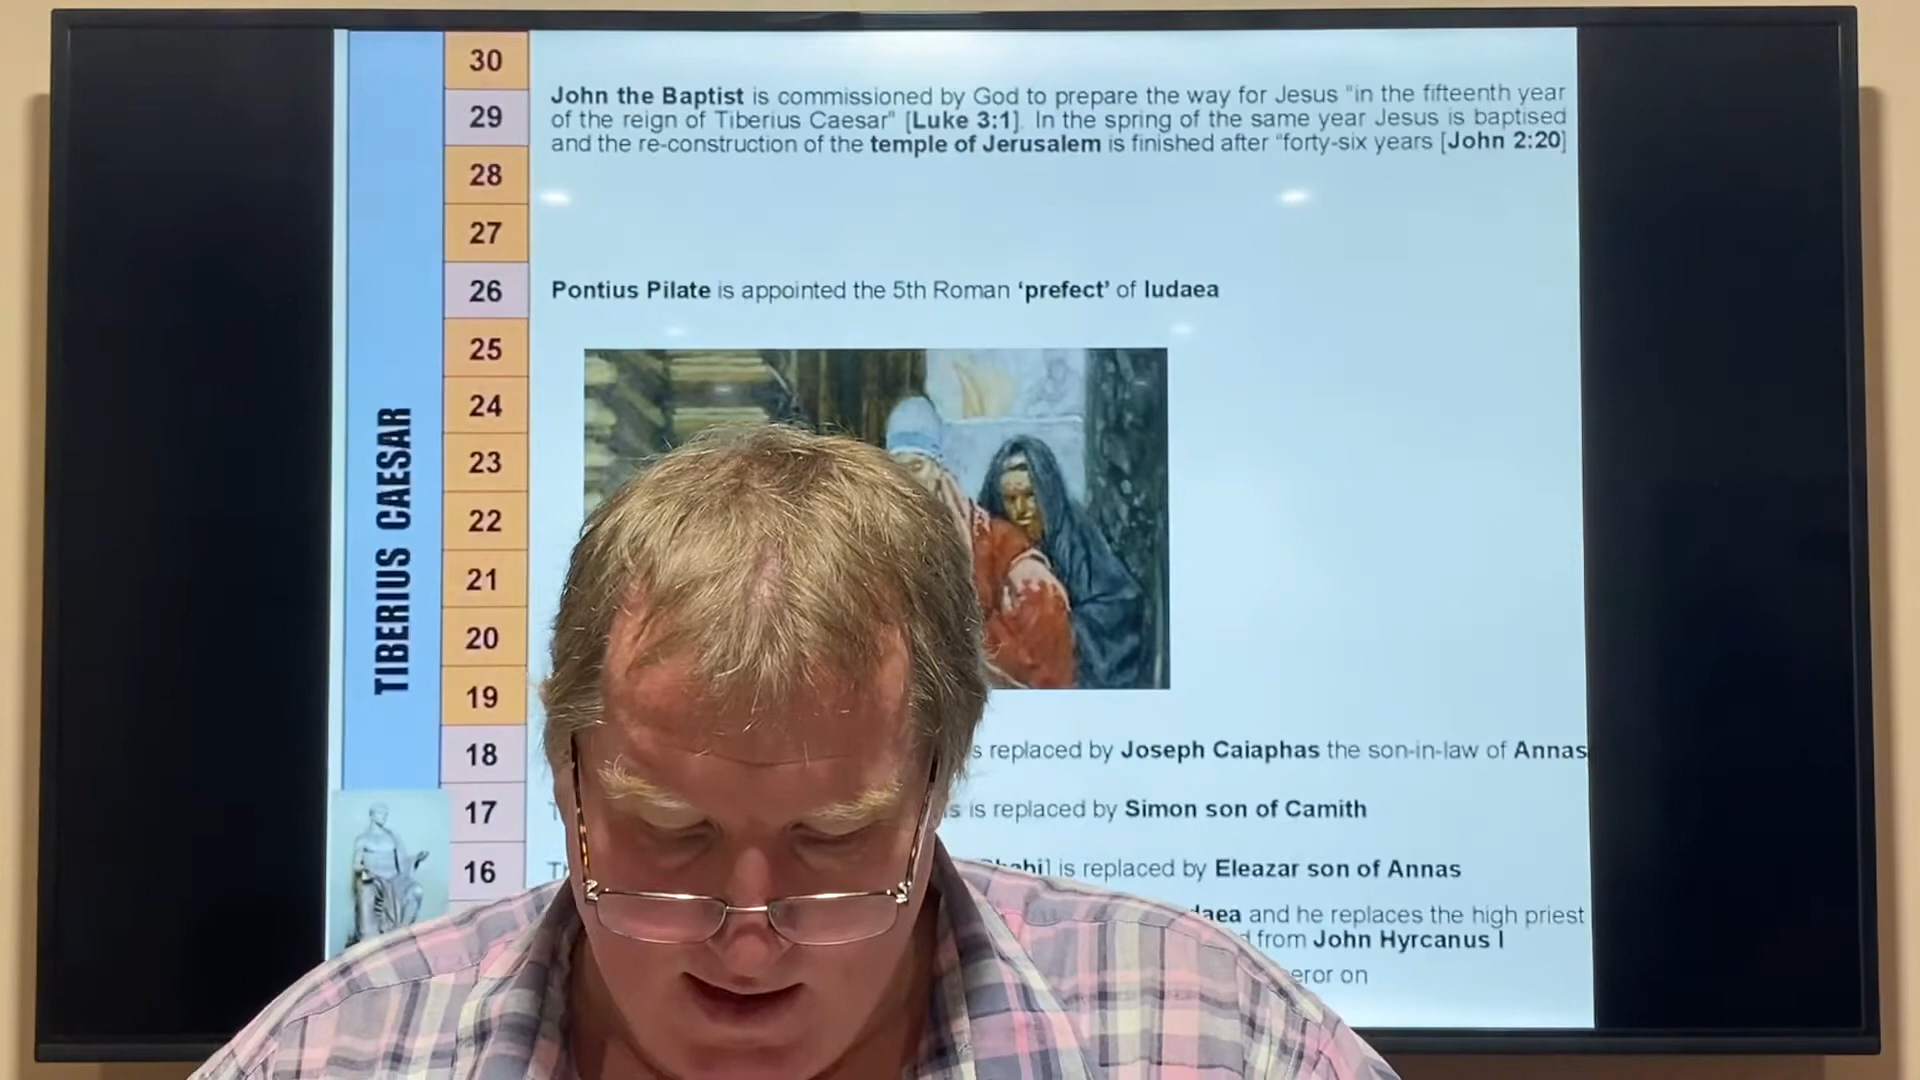 30
John the Baptist is commissioned by God to prepare the way for Jesus "in the fifteenth year
29
of the reign of Tiberius Caesar" [Luke 3:1]. In the spring of the same year Jesus is baptised
and the re-construction of the temple of Jerusalem is finished after "forty-six years [John 2:20]
28
27
26
Pontius Pilate is appointed the 5th Roman ‘prefect’ of Iudaea
25
24
23
22
21
20
19
TIBERIUS CAESAR
18
replaced by Joseph Caiaphas the son-in-law of Annas
17
is replaced by Simon son of Camith
16
is replaced by Eleazar son of Annas
and he replaces the high priest
from John Hyrcanus I
on